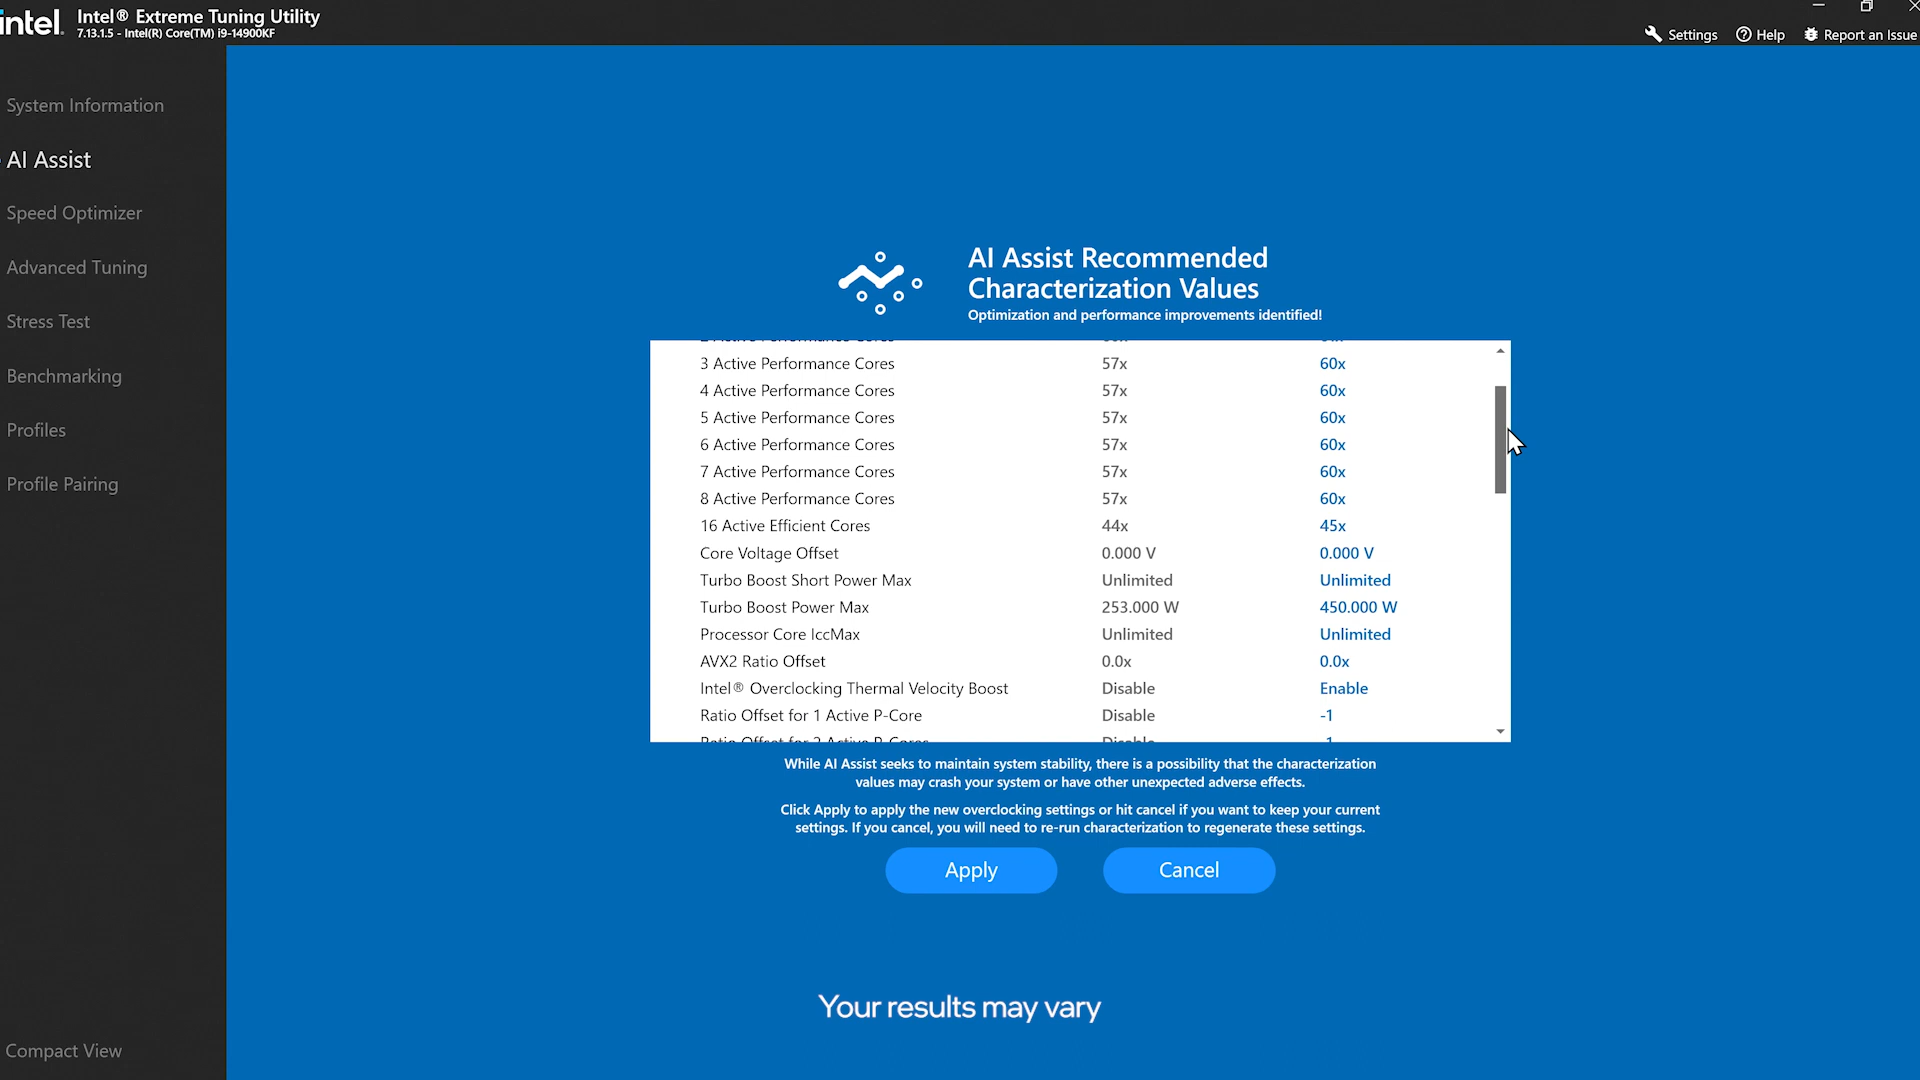 intel.
Intel® Extreme Tuning Utility
7.13.1.5 - Intel(R) Core(TM) i9-14900KF
Settings
Help
Report an Issue
System Information
AI Assist
Speed Optimizer
Advanced Tuning
Stress Test
Benchmarking
Profiles
Profile Pairing
Compact View
AI Assist Recommended
Characterization Values
Optimization and performance improvements identified!
3 Active Performance Cores 57x 60x
4 Active Performance Cores 57x 60x
5 Active Performance Cores 57x 60x
6 Active Performance Cores 57x 60x
7 Active Performance Cores 57x 60x
8 Active Performance Cores 57x 60x
16 Active Efficient Cores 44x 45x
Core Voltage Offset 0.000 V 0.000 V
Turbo Boost Short Power Max Unlimited Unlimited
Turbo Boost Power Max 253.000 W 450.000 W
Processor Core IccMax Unlimited Unlimited
AVX2 Ratio Offset 0.0x 0.0x
Intel® Overclocking Thermal Velocity Boost Disable Enable
Ratio Offset for 1 Active P-Core Disable -1
Ratio Offset for 2 Active P-Cores Disable
While AI Assist seeks to maintain system stability, there is a possibility that the characterization
values may crash your system or have other unexpected adverse effects.
Click Apply to apply the new overclocking settings or hit cancel if you want to keep your current
settings. If you cancel, you will need to re-run characterization to regenerate these settings.
Apply
Cancel
Your results may vary